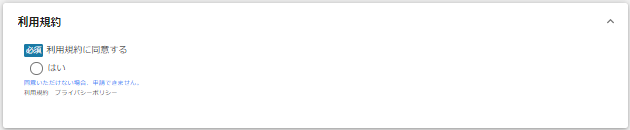 利用規約
必須 利用規約に同意する
はい
同意いただけない場合、申請できません。
利用規約 プライバシーポリシー